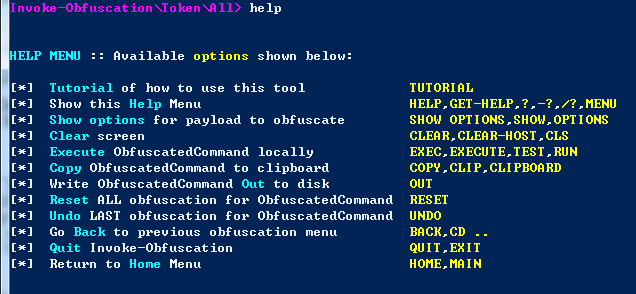 Invoke-Obfuscation\Token\All> help
HELP MENU :: Available options shown below:
[*] Tutorial of how to use this tool TUTORIAL
[*] Show this Help Menu HELP,GET-HELP,?,-?,/?,MENU
[*] Show options for payload to obfuscate SHOW OPTIONS,SHOW,OPTIONS
[*] Clear screen CLEAR,CLEAR-HOST,CLS
[*] Execute ObfuscatedCommand locally EXEC,EXECUTE,TEST,RUN
[*] Copy ObfuscatedCommand to clipboard COPY,CLIP,CLIPBOARD
[*] Write ObfuscatedCommand Out to disk OUT
[*] Reset ALL obfuscation for ObfuscatedCommand RESET
[*] Undo LAST obfuscation for ObfuscatedCommand UNDO
[*] Go Back to previous obfuscation menu BACK,CD ..
[*] Quit Invoke-Obfuscation QUIT,EXIT
[*] Return to Home Menu HOME,MAIN